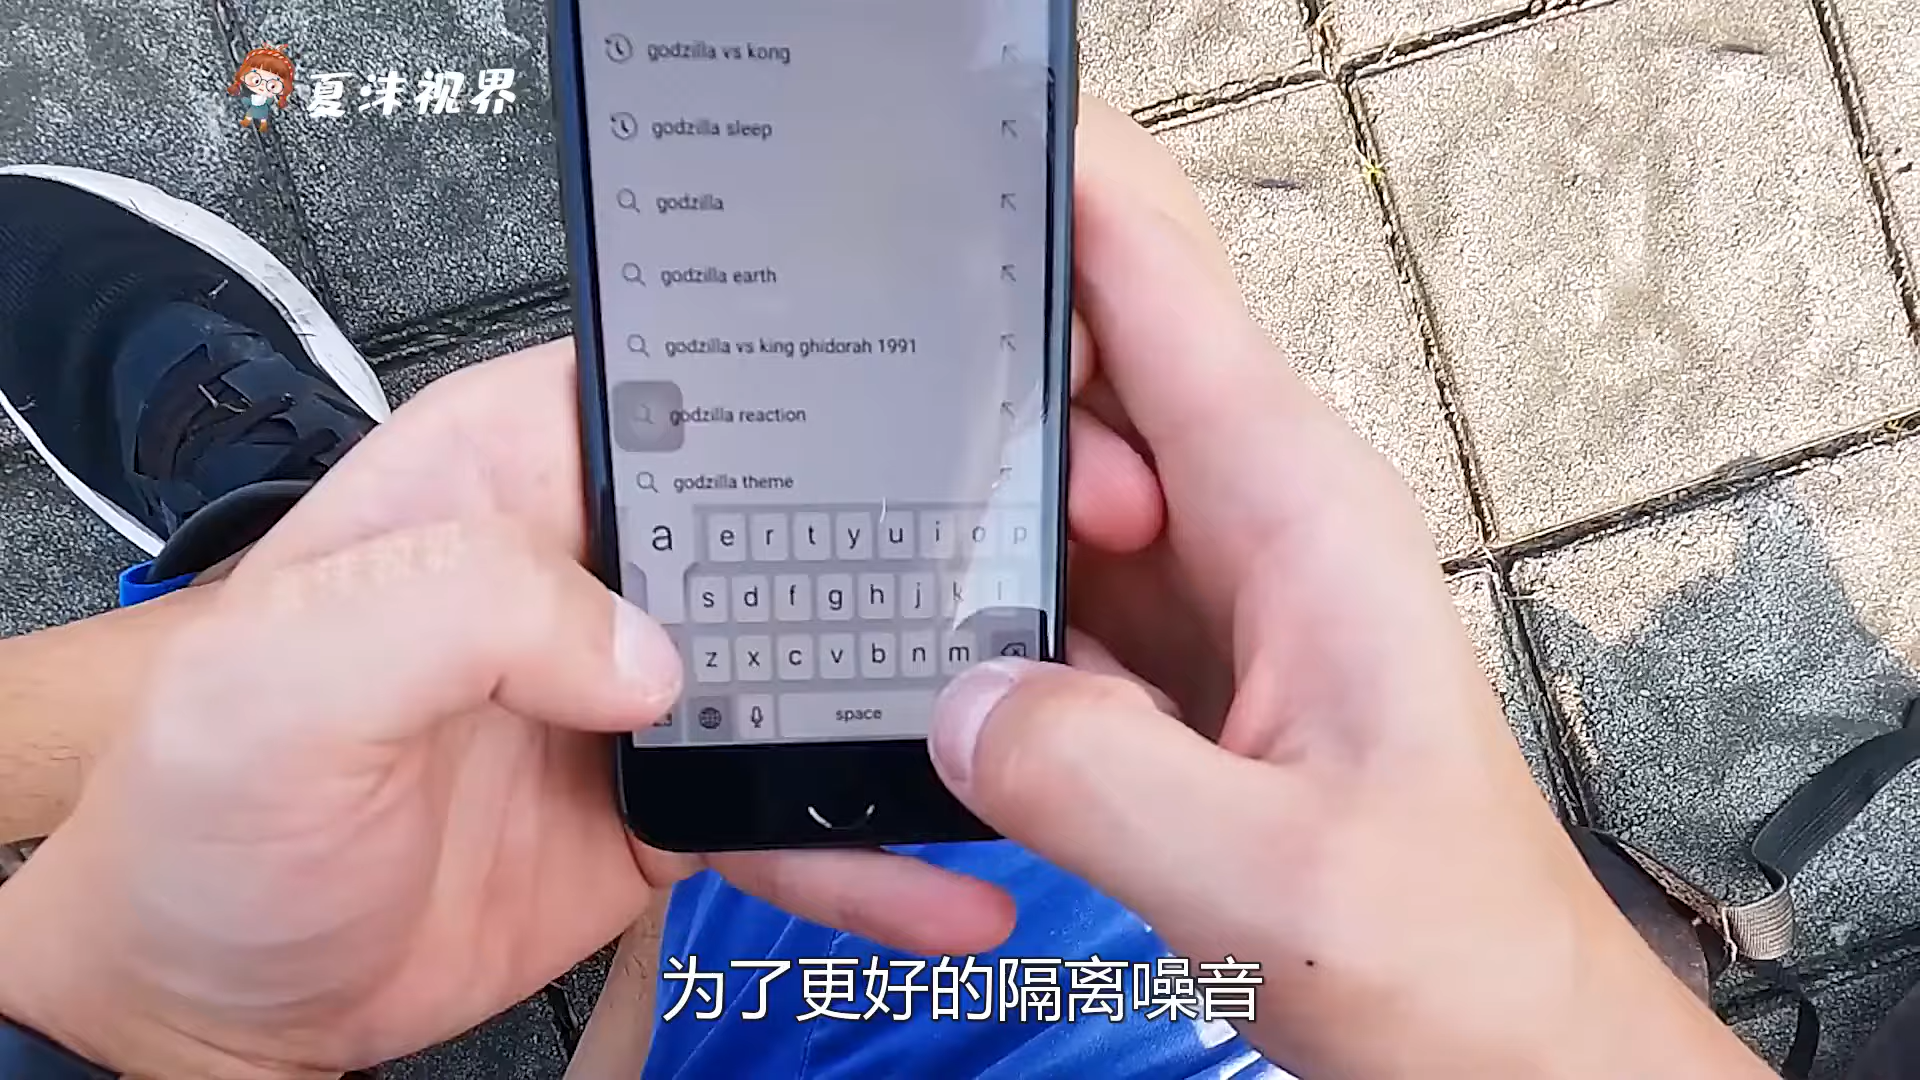 夏沫视界
godzilla vs kong
godzilla sleep
godzilla
godzilla earth
godzilla vs king ghidorah 1991
godzilla reaction
godzilla theme
a e r t y u i o p
s d f g h j k l
z x c v b n m
space
为了更好的隔离噪音